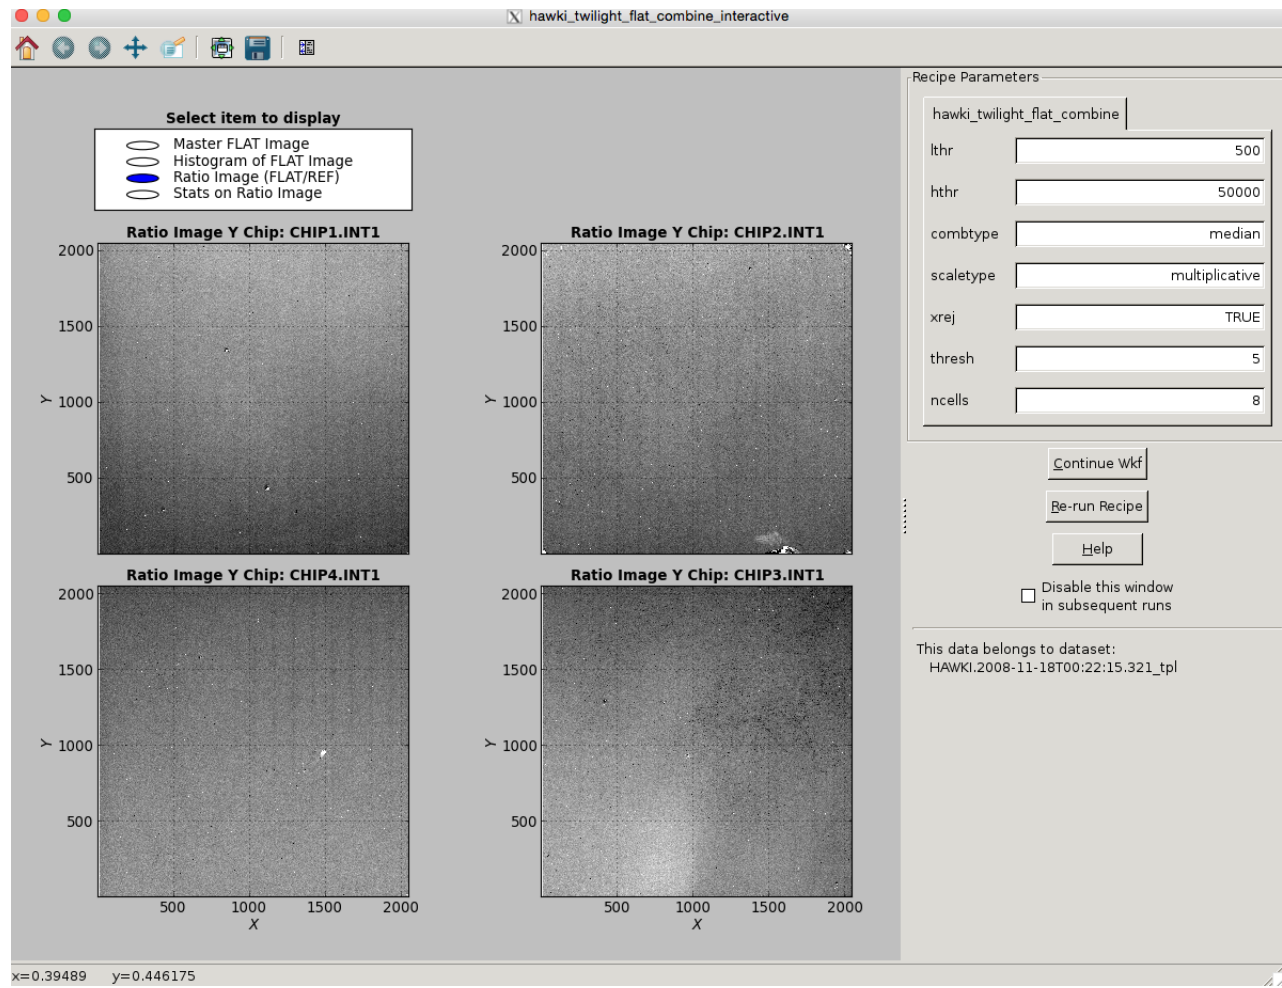 hawki_twilight_flat_combine_interactive
Select item to display
Master FLAT Image
Histogram of FLAT Image
Ratio Image (FLAT/REF)
Stats on Ratio Image
Ratio Image Y Chip: CHIP1.INT1
2000
1500
1000
500
Y
Ratio Image Y Chip: CHIP2.INT1
2000
1500
1000
500
Y
Ratio Image Y Chip: CHIP4.INT1
2000
1500
1000
500
Y
500 1000 1500 2000
X
Ratio Image Y Chip: CHIP3.INT1
2000
1500
1000
500
Y
500 1000 1500 2000
X
Recipe Parameters
hawki_twilight_flat_combine
lthr 500
hthr 50000
combtype median
scaletype multiplicative
xrej TRUE
thresh 5
ncells 8
Continue Wkf
Re-run Recipe
Help
Disable this window
in subsequent runs
This data belongs to dataset:
HAWKI.2008-11-18T00:22:15.321_tpl
x=0.39489 y=0.446175